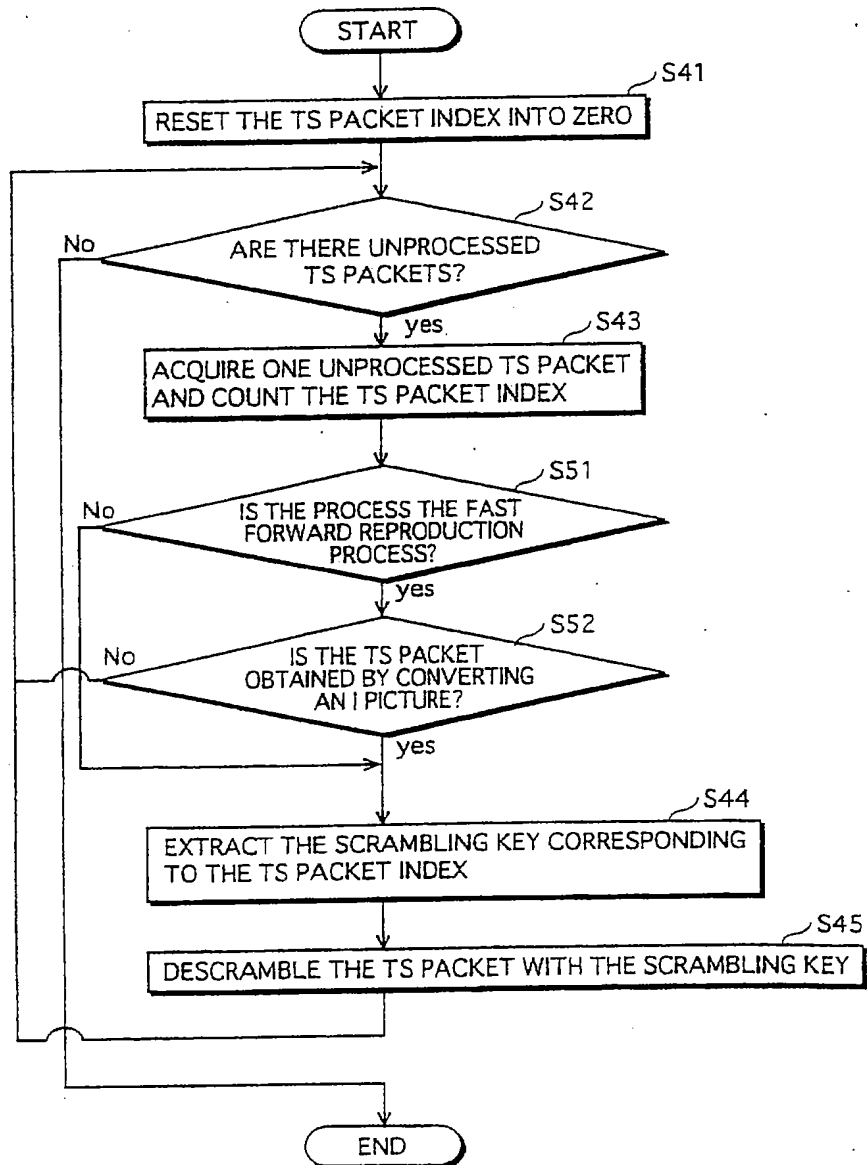 START
S41
RESET THE TS PACKET INDEX INTO ZERO
S42
No
ARE THERE UNPROCESSED
TS PACKETS?
yes
S43
ACQUIRE ONE UNPROCESSED TS PACKET
AND COUNT THE TS PACKET INDEX
S51
No
IS THE PROCESS THE FAST
FORWARD REPRODUCTION
PROCESS?
yes
S52
No
IS THE TS PACKET
OBTAINED BY CONVERTING
AN I PICTURE?
yes
S44
EXTRACT THE SCRAMBLING KEY CORRESPONDING
TO THE TS PACKET INDEX
S45
DESCRAMBLE THE TS PACKET WITH THE SCRAMBLING KEY
END